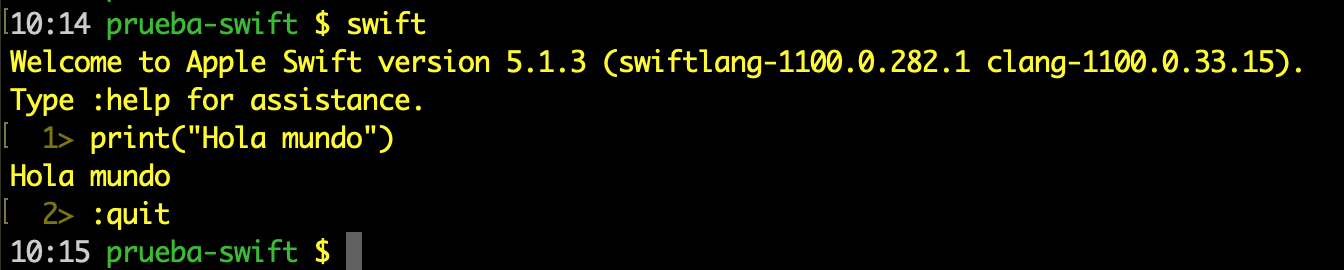 [10:14 prueba-swift $ swift
Welcome to Apple Swift version 5.1.3 (swiftlang-1100.0.282.1 clang-1100.0.33.15).
Type :help for assistance.
[  1> print("Hola mundo")
Hola mundo
[  2> :quit
10:15 prueba-swift $